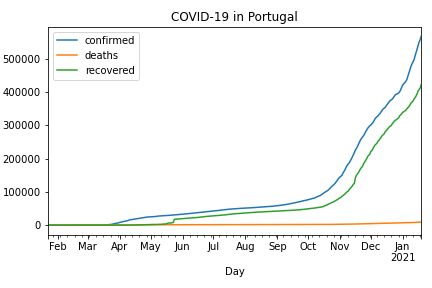 COVID-19 in Portugal
confirmed
deaths
recovered
500000
400000
300000
200000
100000
0
Feb Mar Apr May Jun Jul Aug Sep Oct Nov Dec Jan
2021
Day